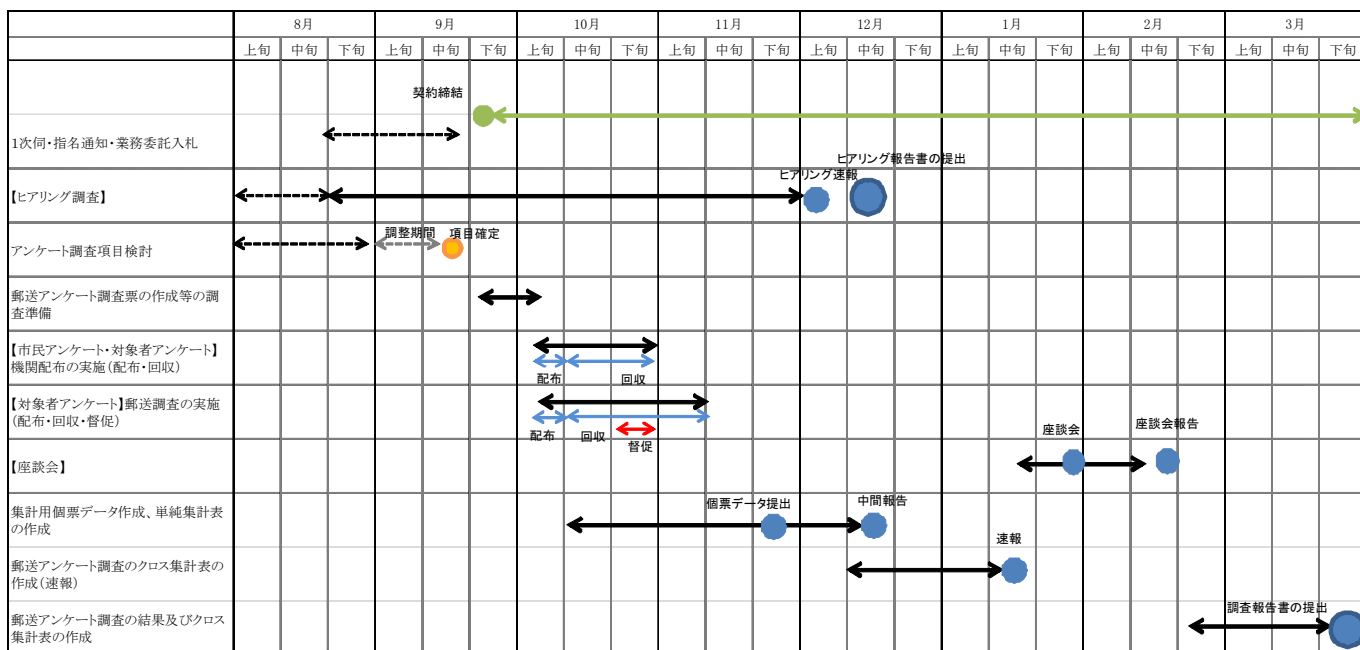 8月 9月 10月 11月 12月 1月 2月 3月
上旬 中旬 下旬 上旬 中旬 下旬 上旬 中旬 下旬 上旬 中旬 下旬 上旬 中旬 下旬 上旬 中旬 下旬 上旬 中旬 下旬 上旬 中旬 下旬
契約締結
1次伺・指名通知・業務委託入札
ヒアリング報告書の提出
ヒアリング速報
【ヒアリング調査】
調整期間 項目確定
アンケート調査項目検討
郵送アンケート調査票の作成等の調
査準備
【市民アンケート・対象者アンケート】
機関配布の実施(配布・回収)
配布 回収
【対象者アンケート】郵送調査の実施
(配布・回収・督促)
配布 回収
督促
座談会 座談会報告
【座談会】
個票データ提出 中間報告
集計用個票データ作成、単純集計表
の作成
速報
郵送アンケート調査のクロス集計表の
作成(速報)
調査報告書の提出
郵送アンケート調査の結果及びクロス
集計表の作成